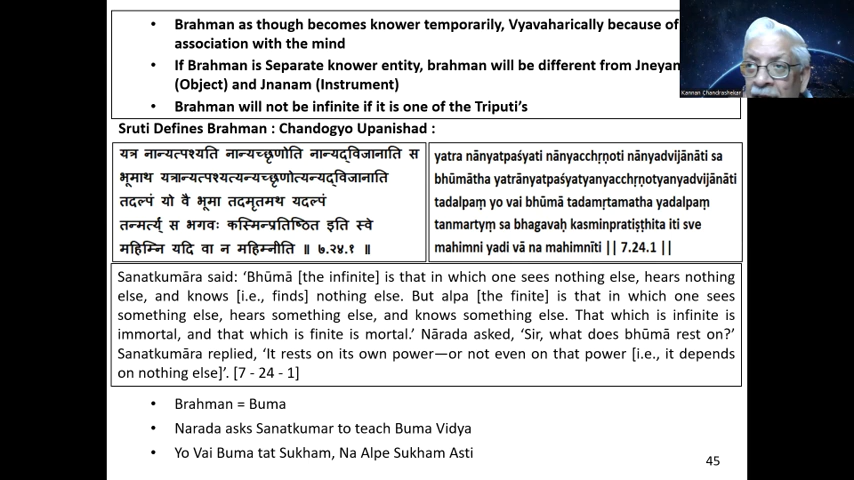 • Brahman as though becomes knower temporarily, Vyavaharically because of
association with the mind
• If Brahman is Separate knower entity, brahman will be different from Jneyam
(Object) and Jnanam (Instrument)
• Brahman will not be infinite if it is one of the Triputi’s
Kannan Chandrashekar
Sruti Defines Brahman : Chandogyo Upanishad :
यत्र नान्यत्पश्यति नान्यच्छृणोति नान्यद्विजानाति स
भूमाथ यत्रान्यत्पश्यत्यन्यच्छृणोत्यन्यद्विजानाति
तदल्पं यो वै भूमा तदमृतमथ यदल्पं
तन्मर्त्यं स भगवः कस्मिन्प्रतिष्ठित इति स्वे
महिम्नि यदि वा न महिम्नीति ॥ ७.२४.१ ॥
yatra nānyatpaśyati nānyacchṛṇoti nānyadvijānāti sa
bhūmātha yatrānyatpaśyatyanyacchṛṇotyanyadvijānāti
tadalpaṃ yo vai bhūmā tadamṛtamatha yadalpaṃ
tanmartyṃ sa bhagavaḥ kasminpratiṣṭhita iti sve
mahimni yadi vā na mahimnīti || 7.24.1 ||
Sanatkumāra said: ‘Bhūmā [the infinite] is that in which one sees nothing else, hears nothing
else, and knows [i.e., finds] nothing else. But alpa [the finite] is that in which one sees
something else, hears something else, and knows something else. That which is infinite is
immortal, and that which is finite is mortal.’ Nārada asked, ‘Sir, what does bhūmā rest on?’
Sanatkumāra replied, ‘It rests on its own power—or not even on that power [i.e., it depends
on nothing else]’. [7 - 24 - 1]
• Brahman = Buma
• Narada asks Sanatkumar to teach Buma Vidya
• Yo Vai Buma tat Sukham, Na Alpe Sukham Asti
45